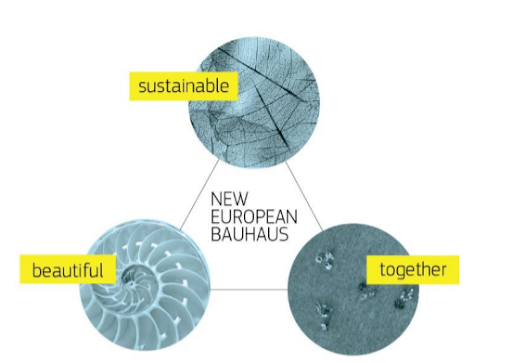 sustainable
NEW
EUROPEAN
BAUHAUS
beautiful
together